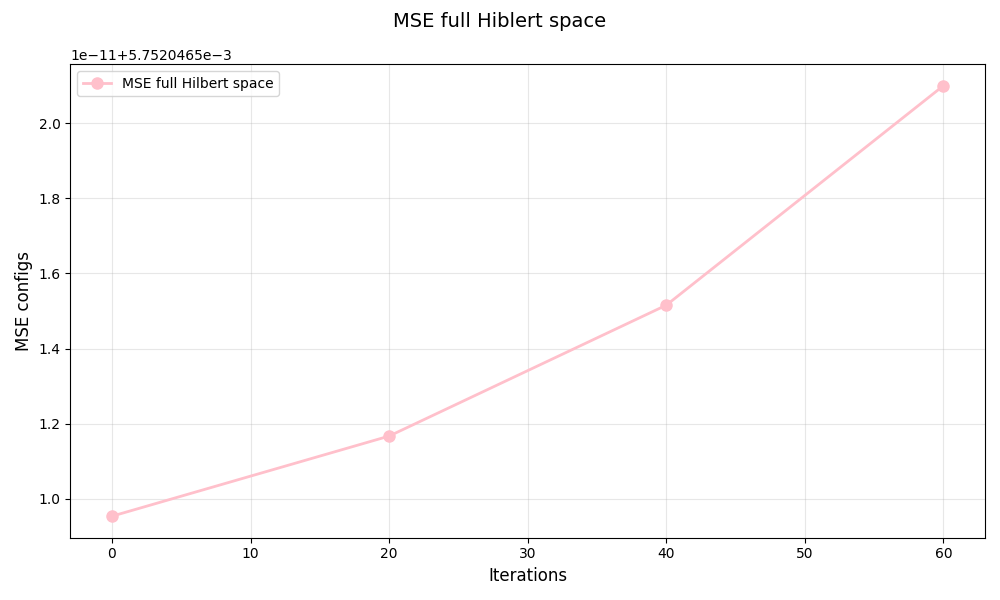 MSE full Hiblert space
1e−11+5.7520465e−3
MSE full Hilbert space
2.0
1.8
1.6
1.4
1.2
1.0
MSE configs
0 10 20 30 40 50 60
Iterations